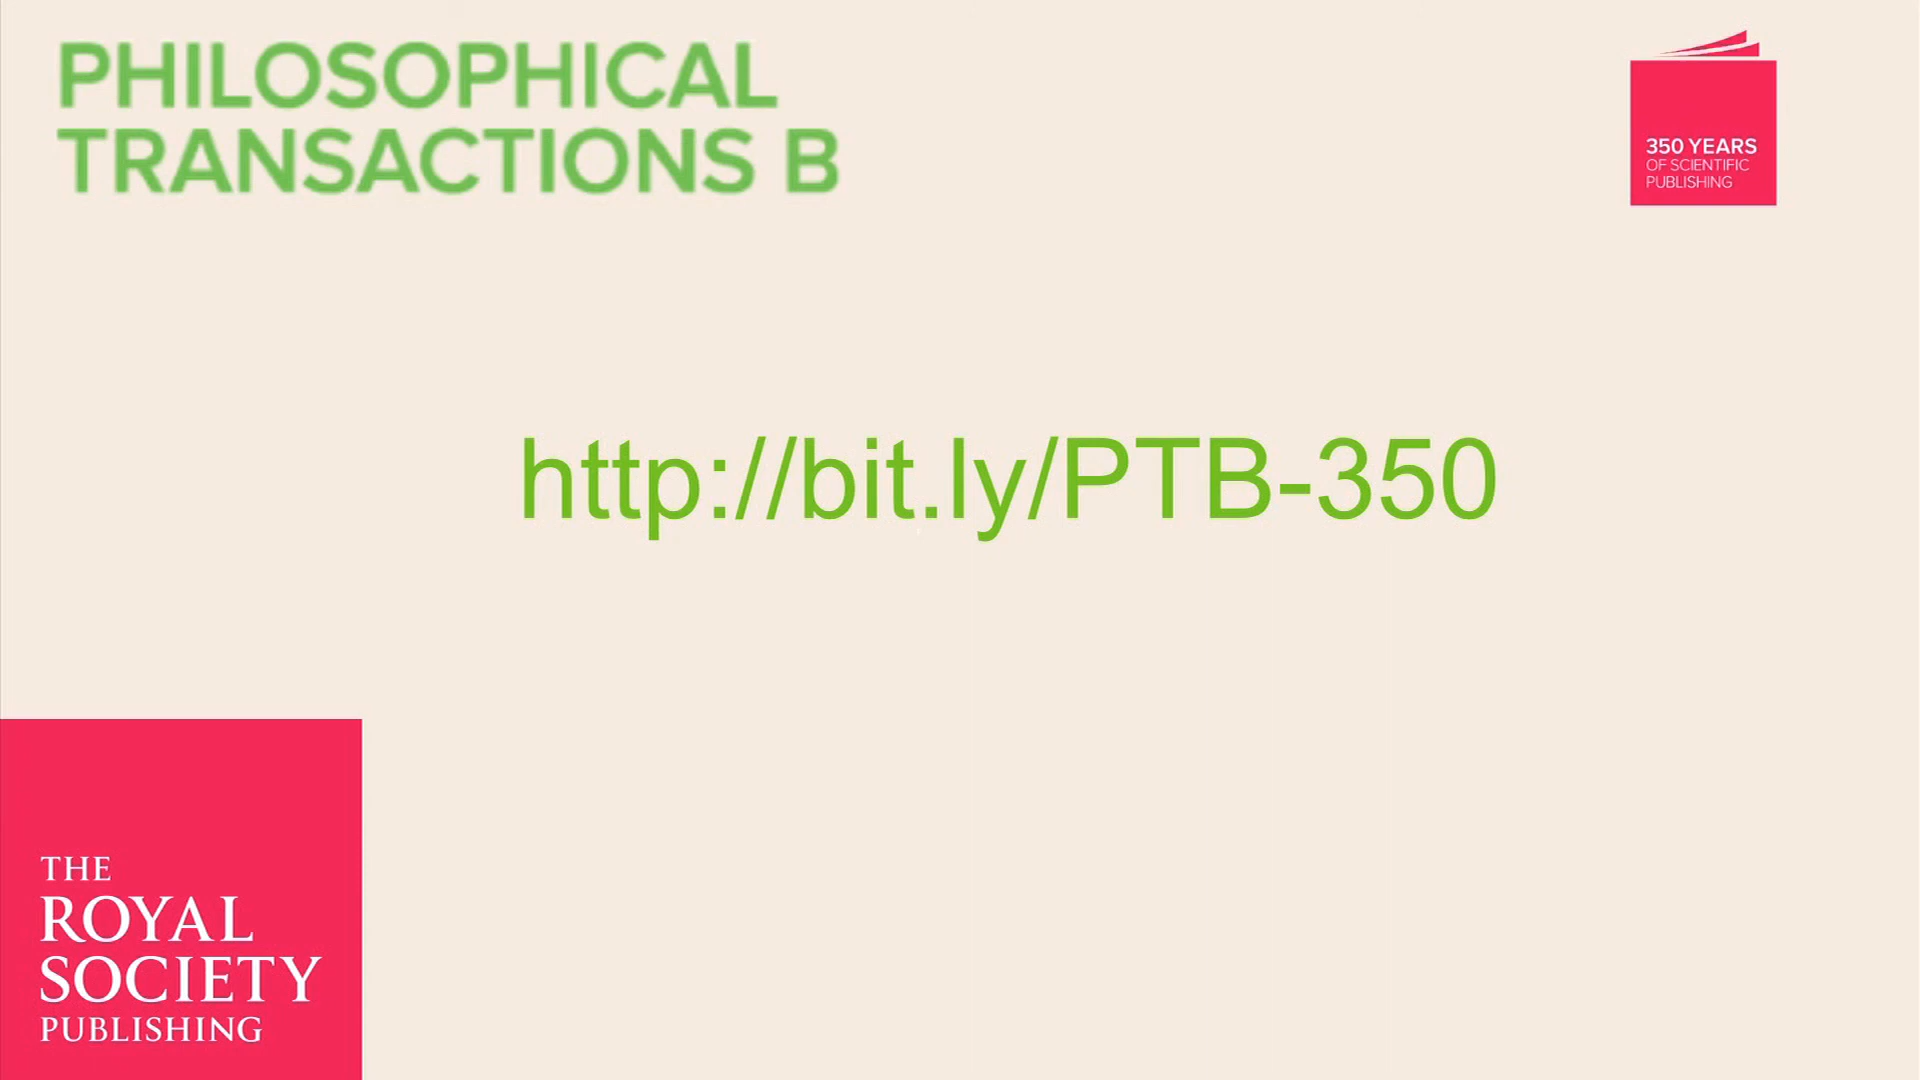 PHILOSOPHICAL
TRANSACTIONS B
350 YEARS
OF SCIENTIFIC
PUBLISHING
http://bit.ly/PTB-350
THE
ROYAL
SOCIETY
PUBLISHING